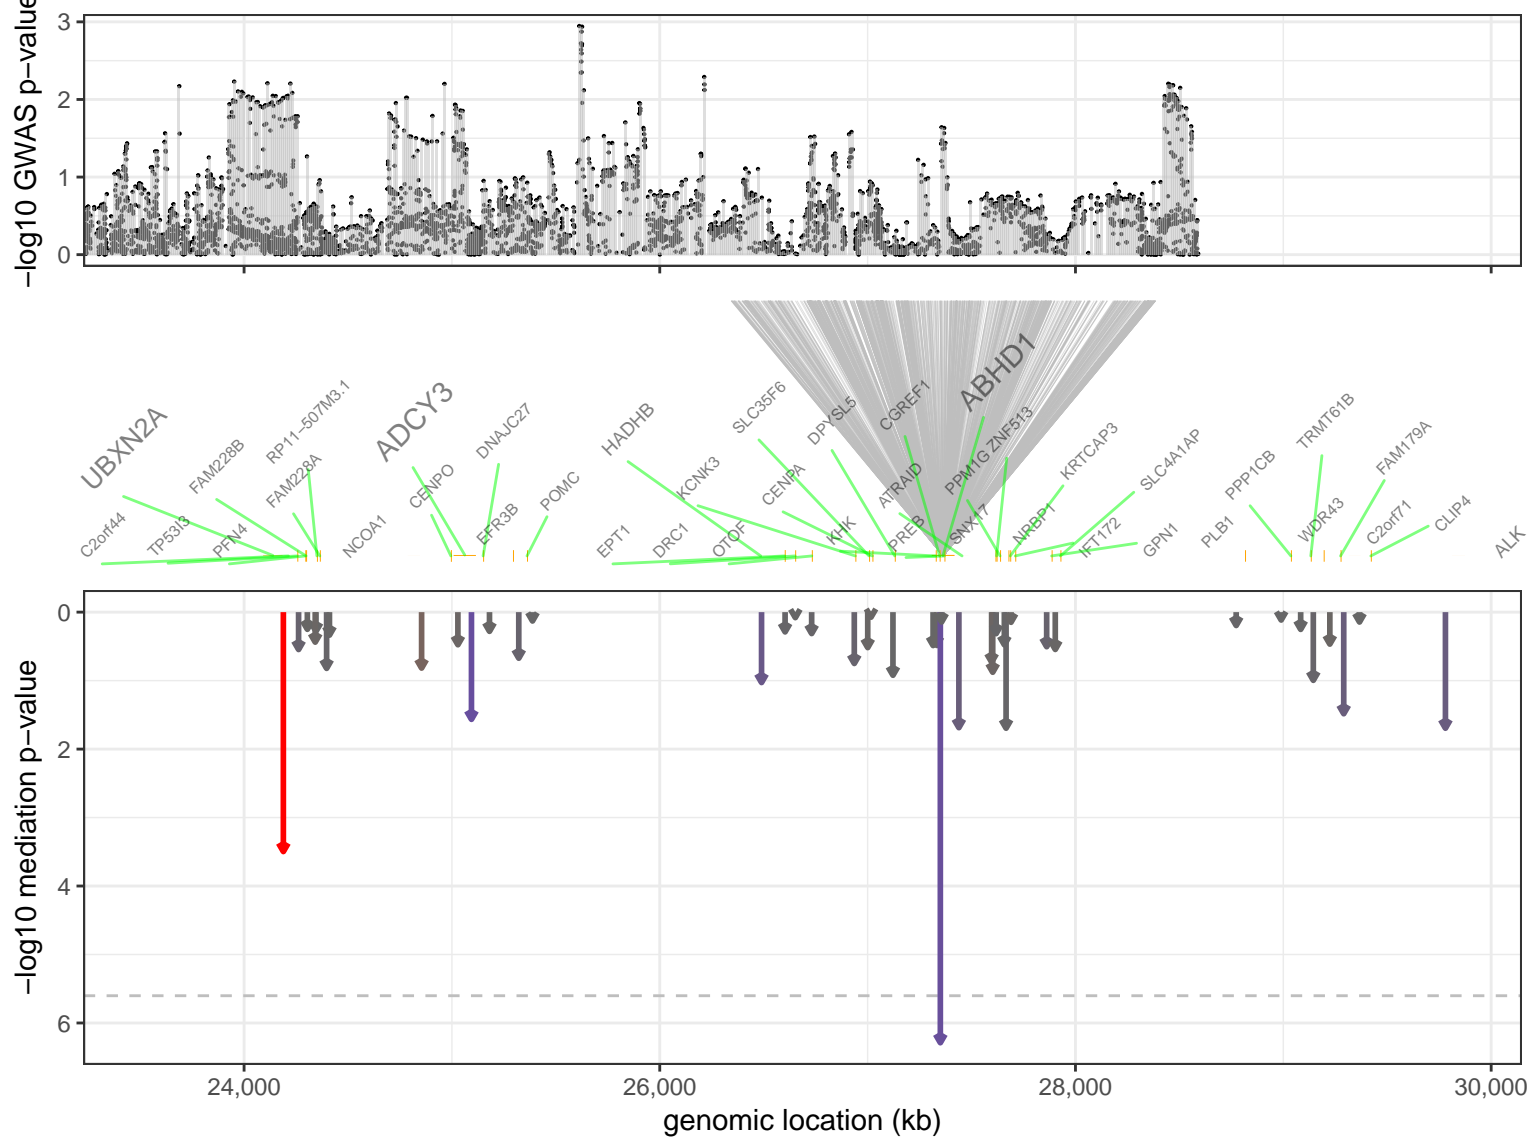 −log10 GWAS p−value
3
2
1
0
UBXN2A
C2orf44
TP53I3
FAM228B
PFN4
RP11−507M3.1
FAM228A
NCOA1
ADCY3
CENPO
DNAJC27
EFR3B
POMC
HADHB
EPT1
DRC1
KCNK3
OTOF
SLC35F6
CENPA
DPYSL5
KHK
CGREF1
ATRAID
PREB
ABHD1
PPM1G
ZNF513
SNX17
NRBP1
KRTCAP3
IFT172
SLC4A1AP
GPN1
PLB1
PPP1CB
TRMT61B
WDR43
FAM179A
C2orf71
CLIP4
ALK
−log10 mediation p−value
0
2
4
6
24,000
26,000
28,000
30,000
genomic location (kb)